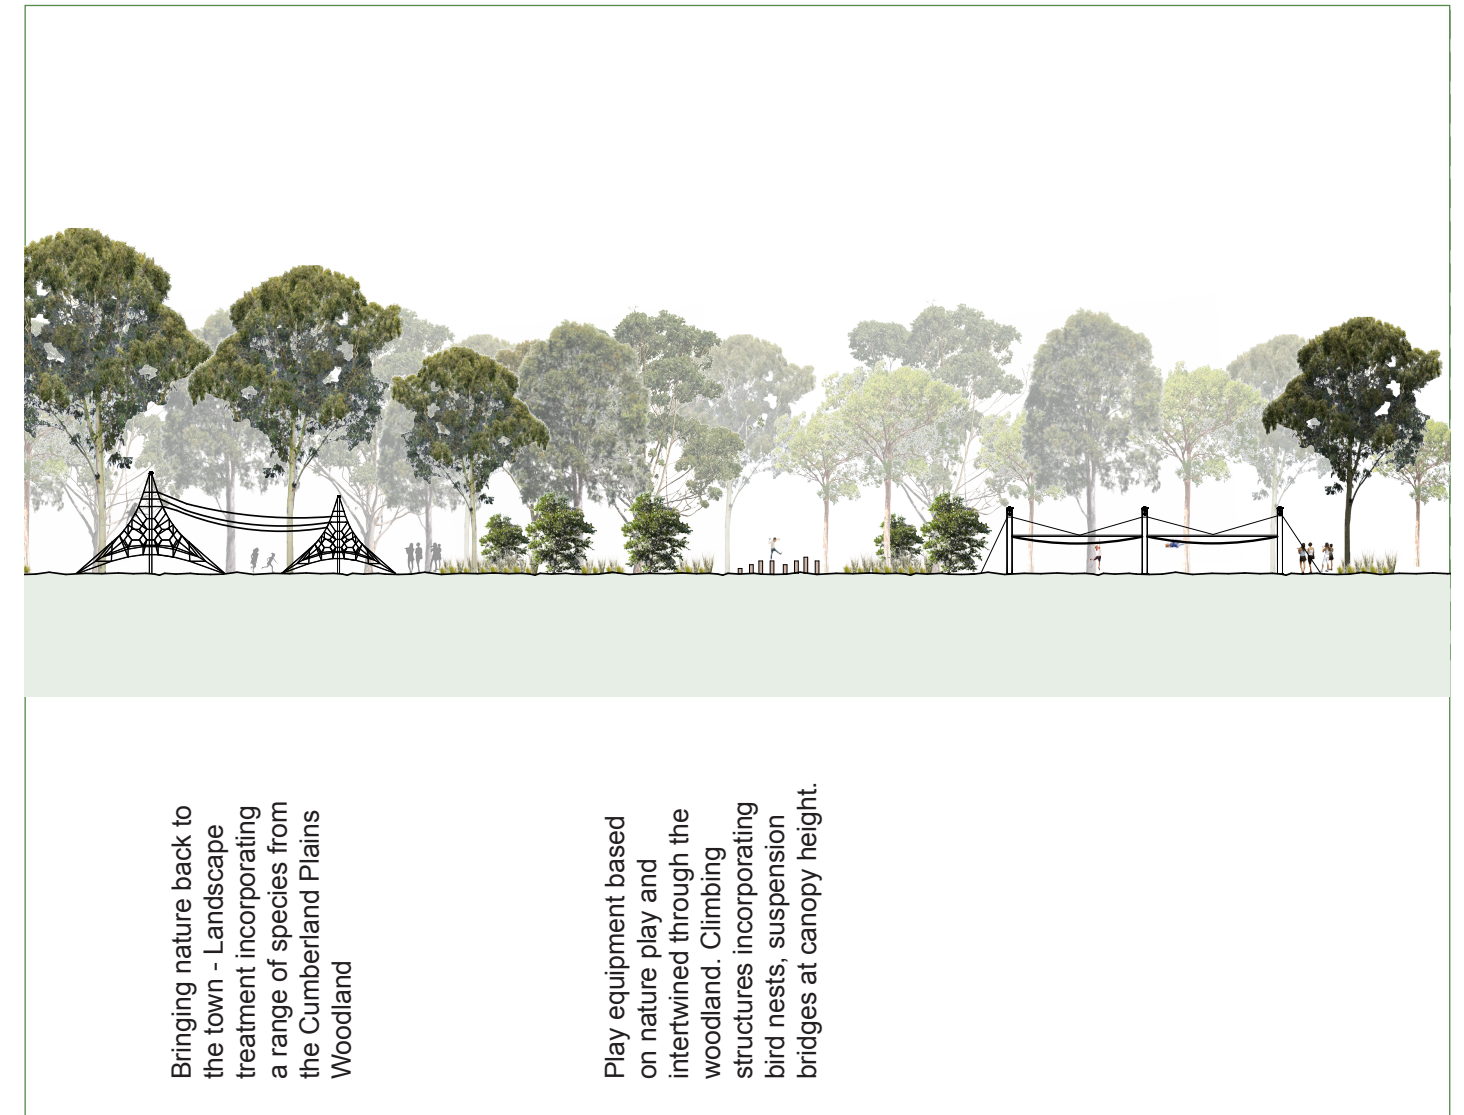 Bringing nature back to
the town - Landscape
treatment incorporating
a range of species from
the Cumberland Plains
Woodland
Play equipment based
on nature play and
intertwined through the
woodland. Climbing
structures incorporating
bird nests, suspension
bridges at canopy height.